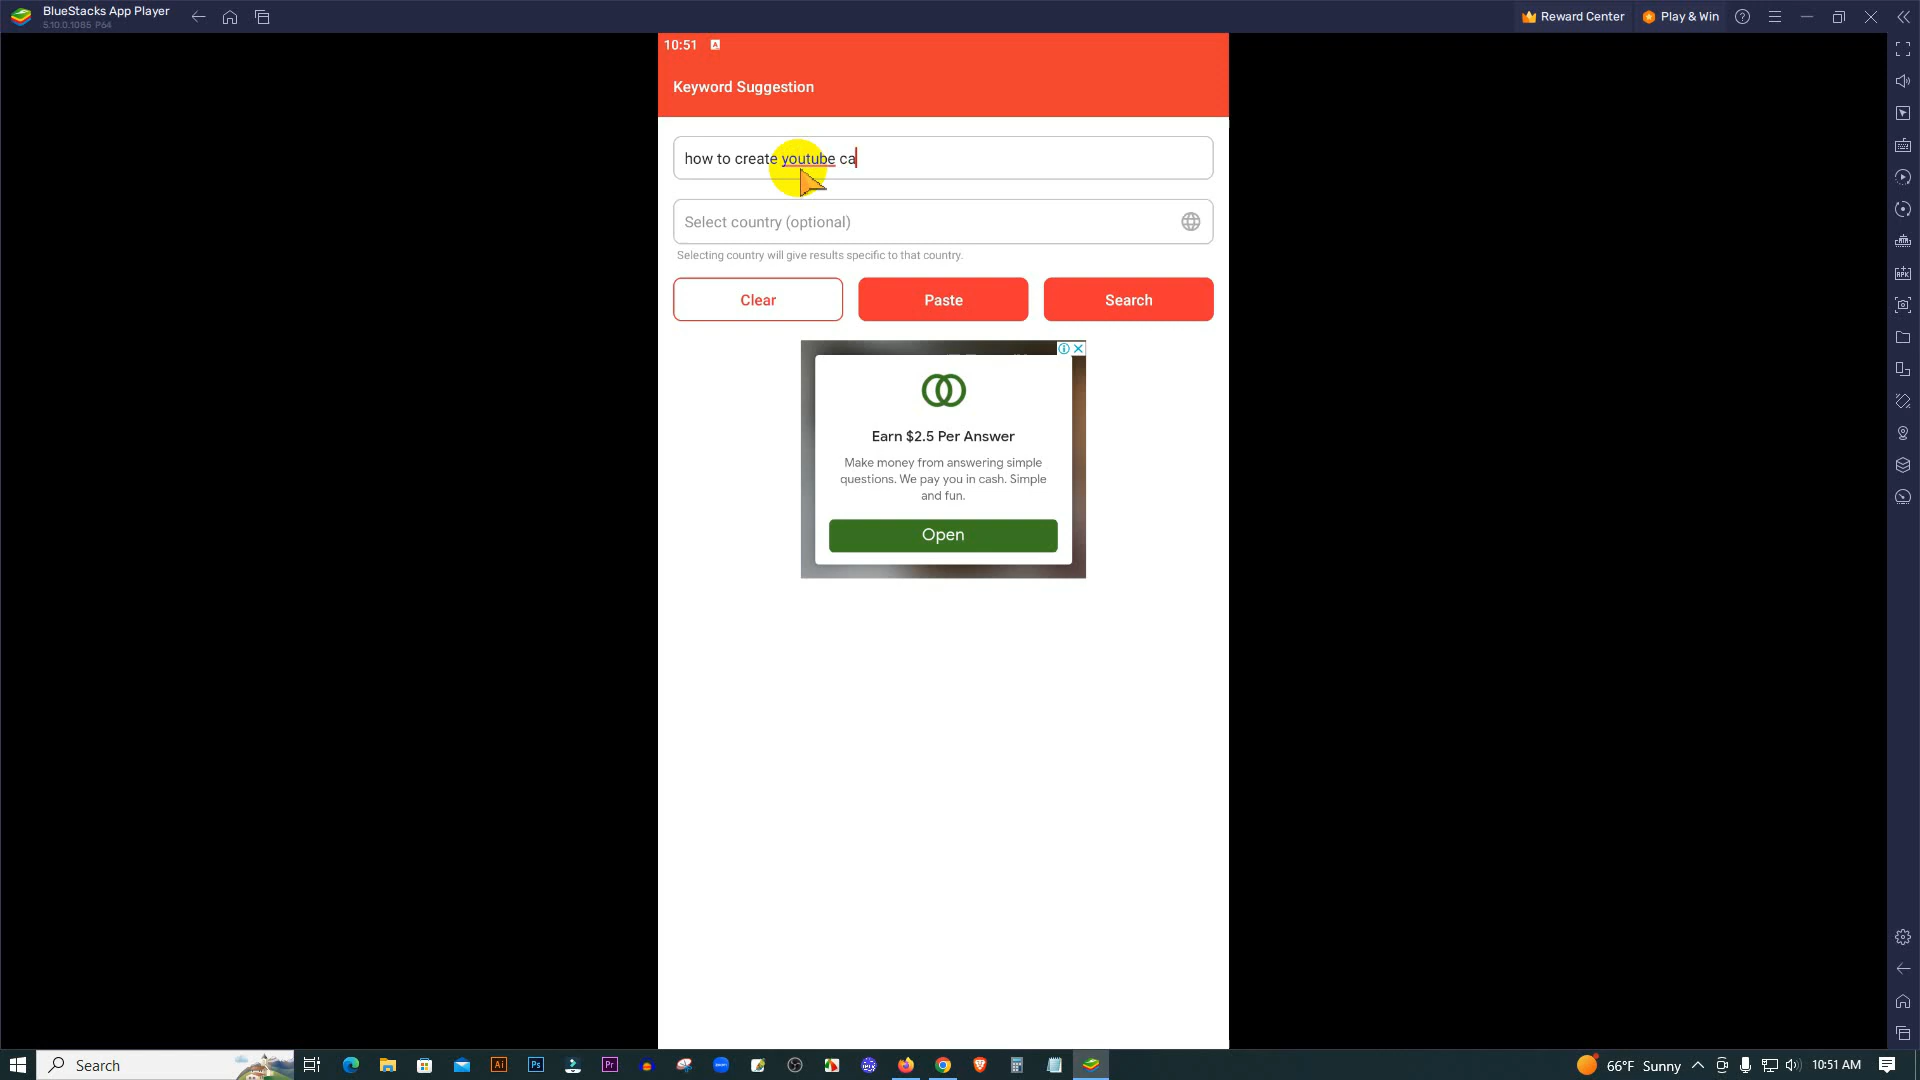 BlueStacks App Player
5.10.0.1085 P64
Reward Center
Play & Win
10:51
Keyword Suggestion
how to create youtube ca
Select country (optional)
Selecting country will give results specific to that country.
Clear
Paste
Search
Earn $2.5 Per Answer
Make money from answering simple
questions. We pay you in cash. Simple
and fun.
Open
Search
66°F Sunny
10:51 AM